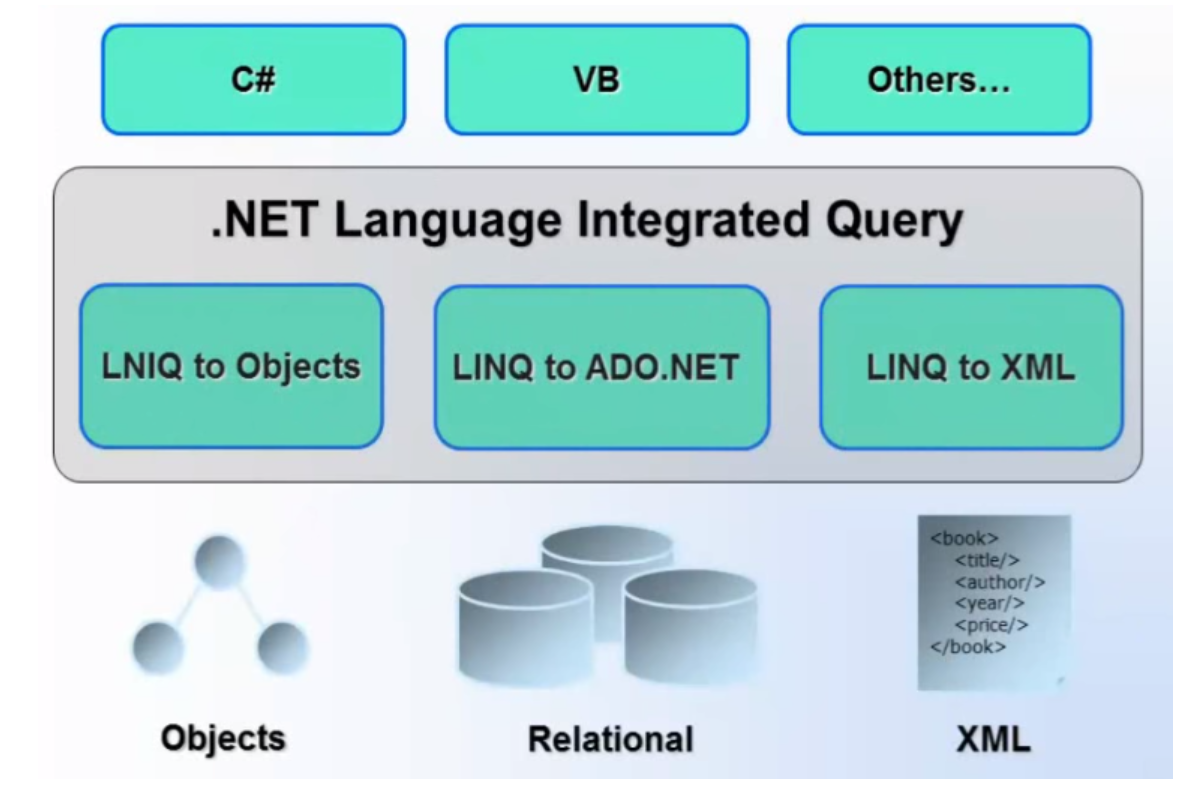 C#
VB
Others...
.NET Language Integrated Query
LNIQ to Objects
LINQ to ADO.NET
LINQ to XML
<book>
<title/>
<author/>
<year/>
<price/>
</book>
Objects
Relational
XML